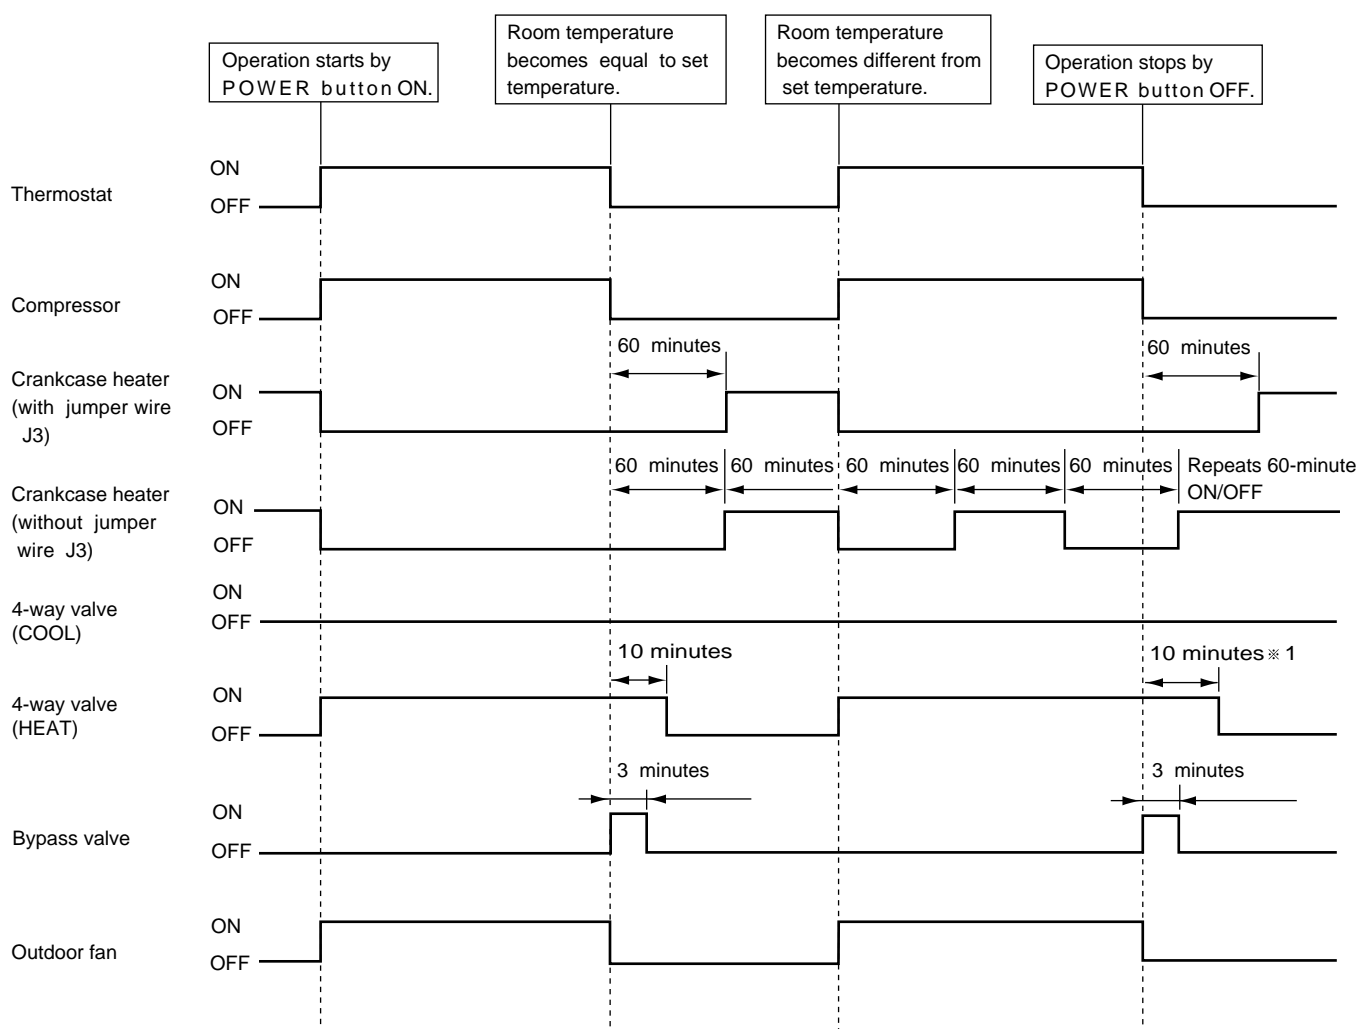 Operation starts by
POWER button ON.
Room temperature
becomes equal to set
temperature.
Room temperature
becomes different from
set temperature.
Operation stops by
POWER button OFF.
Thermostat
ON
OFF
Compressor
ON
OFF
60 minutes
60 minutes
Crankcase heater
(with jumper wire
J3)
ON
OFF
60 minutes
60 minutes
60 minutes
60 minutes
60 minutes
Repeats 60-minute
ON/OFF
Crankcase heater
(without jumper
wire J3)
ON
OFF
4-way valve
(COOL)
ON
OFF
10 minutes
10 minutes※1
4-way valve
(HEAT)
ON
OFF
3 minutes
3 minutes
Bypass valve
ON
OFF
Outdoor fan
ON
OFF